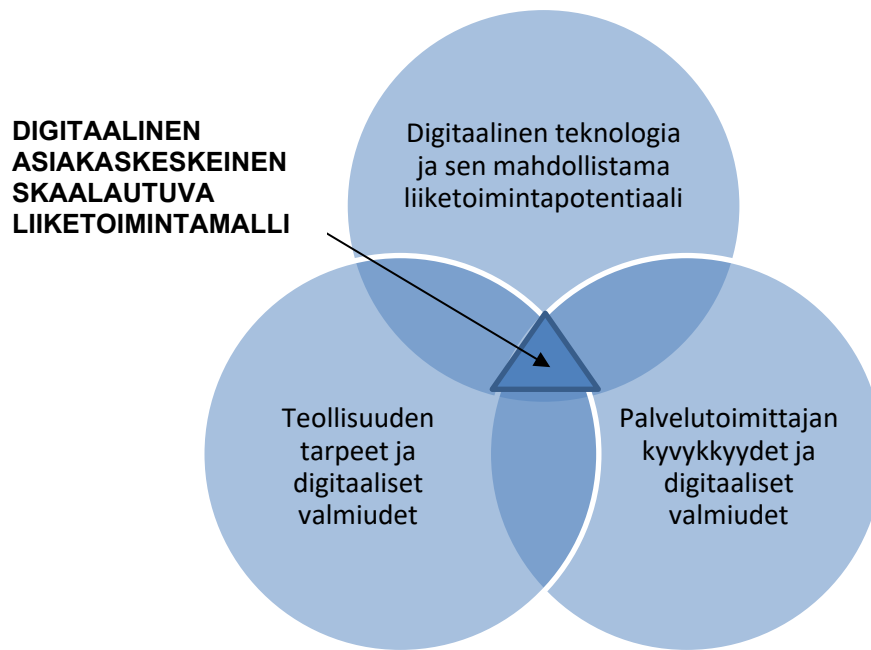 DIGITAALINEN
ASIAKASKESKEINEN
SKAALAUTUVA
LIIKETOIMINTAMALLI
Digitaalinen teknologia
ja sen mahdollistama
liiketoimintapotentiaali
Teollisuuden
tarpeet ja
digitaaliset
valmiudet
Palvelutoimittajan
kyvykkyydet ja
digitaaliset
valmiudet